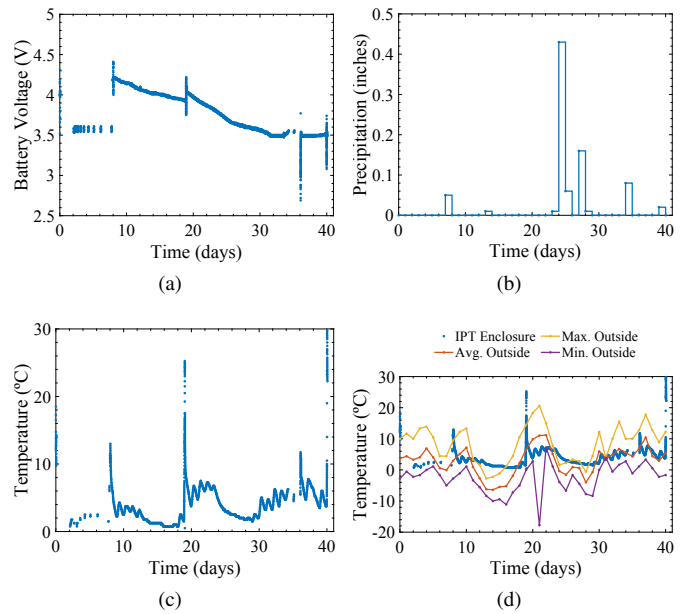 5
4.5
4
3.5
3
2.5
Battery Voltage (V)
0 10 20 30 40
Time (days)
(a)
0.5
0.4
0.3
0.2
0.1
0
Precipitation (inches)
0 10 20 30 40
Time (days)
(b)
30
20
10
0
Temperature (ºC)
0 10 20 30 40
Time (days)
(c)
IPT Enclosure Max. Outside
Avg. Outside Min. Outside
30
20
10
0
-10
-20
Temperature (ºC)
0 10 20 30 40
Time (days)
(d)